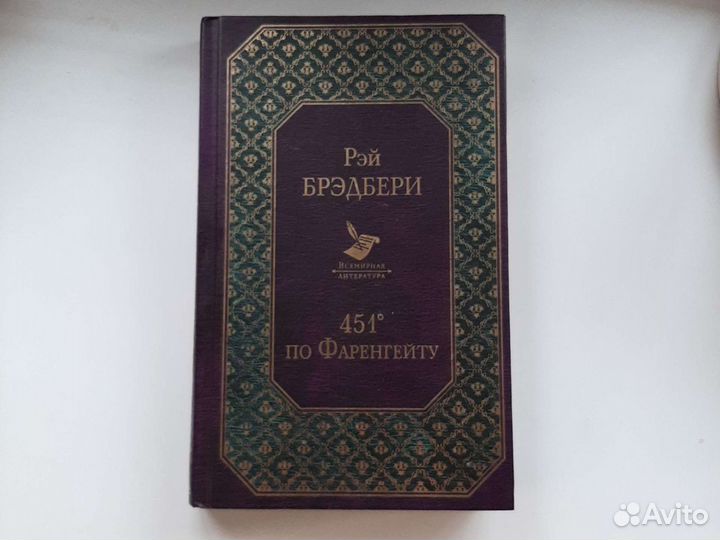 Рэй
БРЭДБЕРИ
Всемирная
литература
451°
по Фаренгейту
Avito